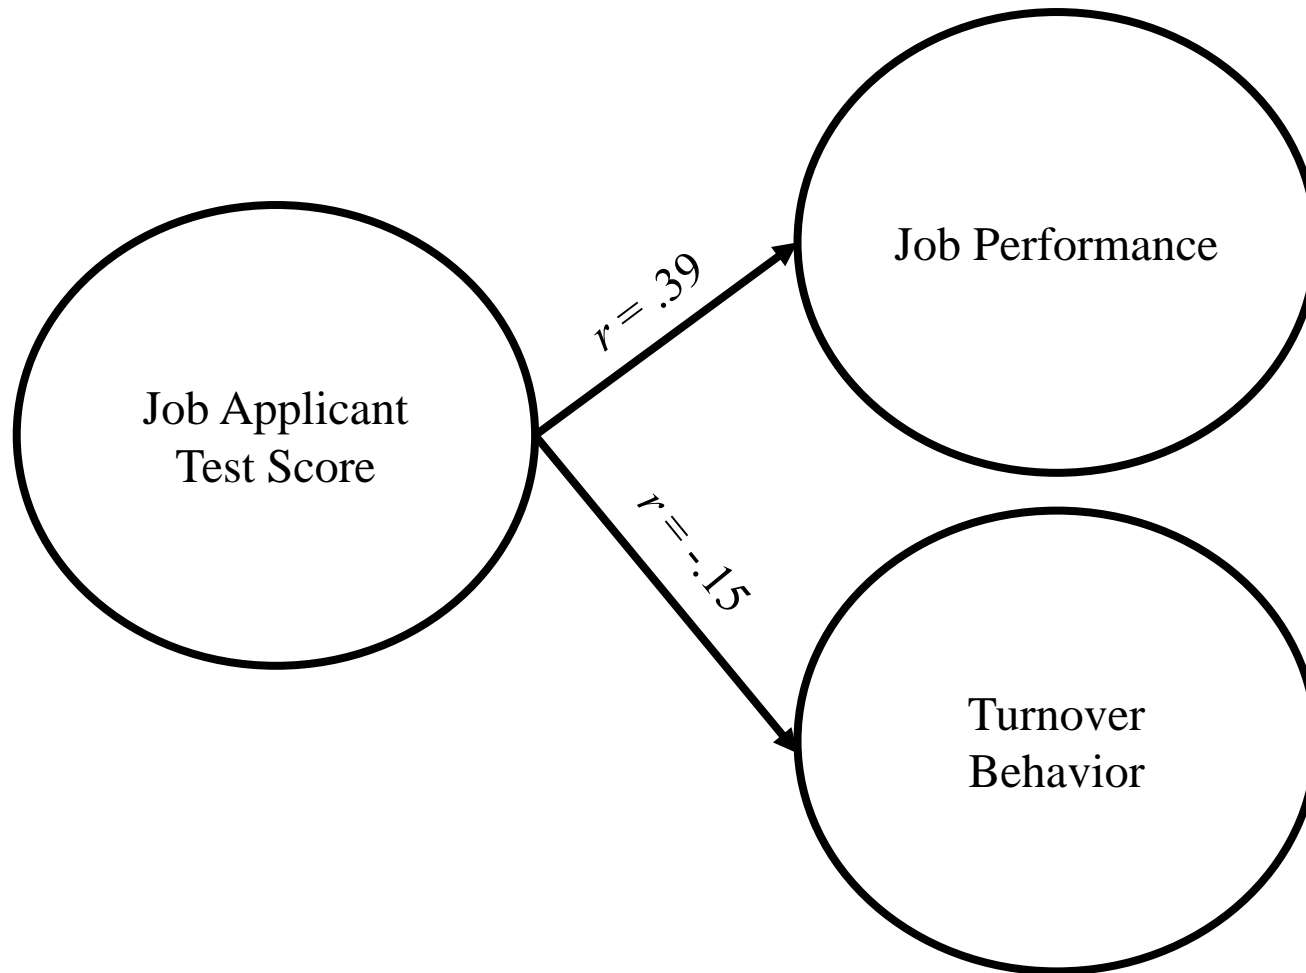 Job Applicant
Test Score
r = .39
Job Performance
r = -.15
Turnover
Behavior